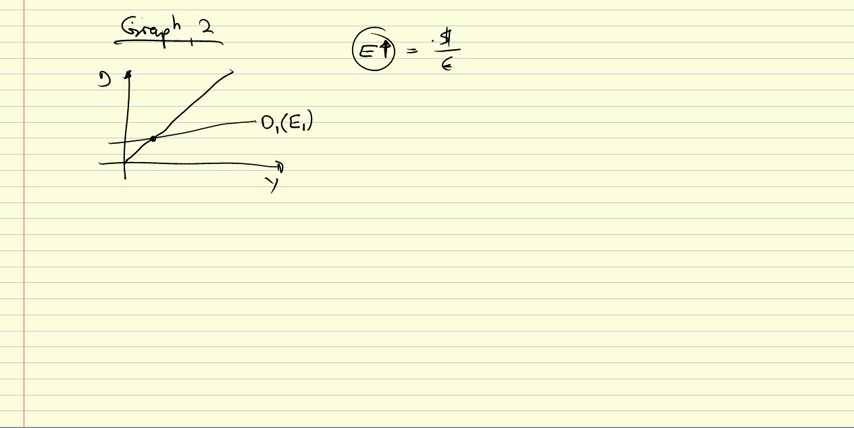 Graph 2
E↑ = $/€
D
D₁(E₁)
Y